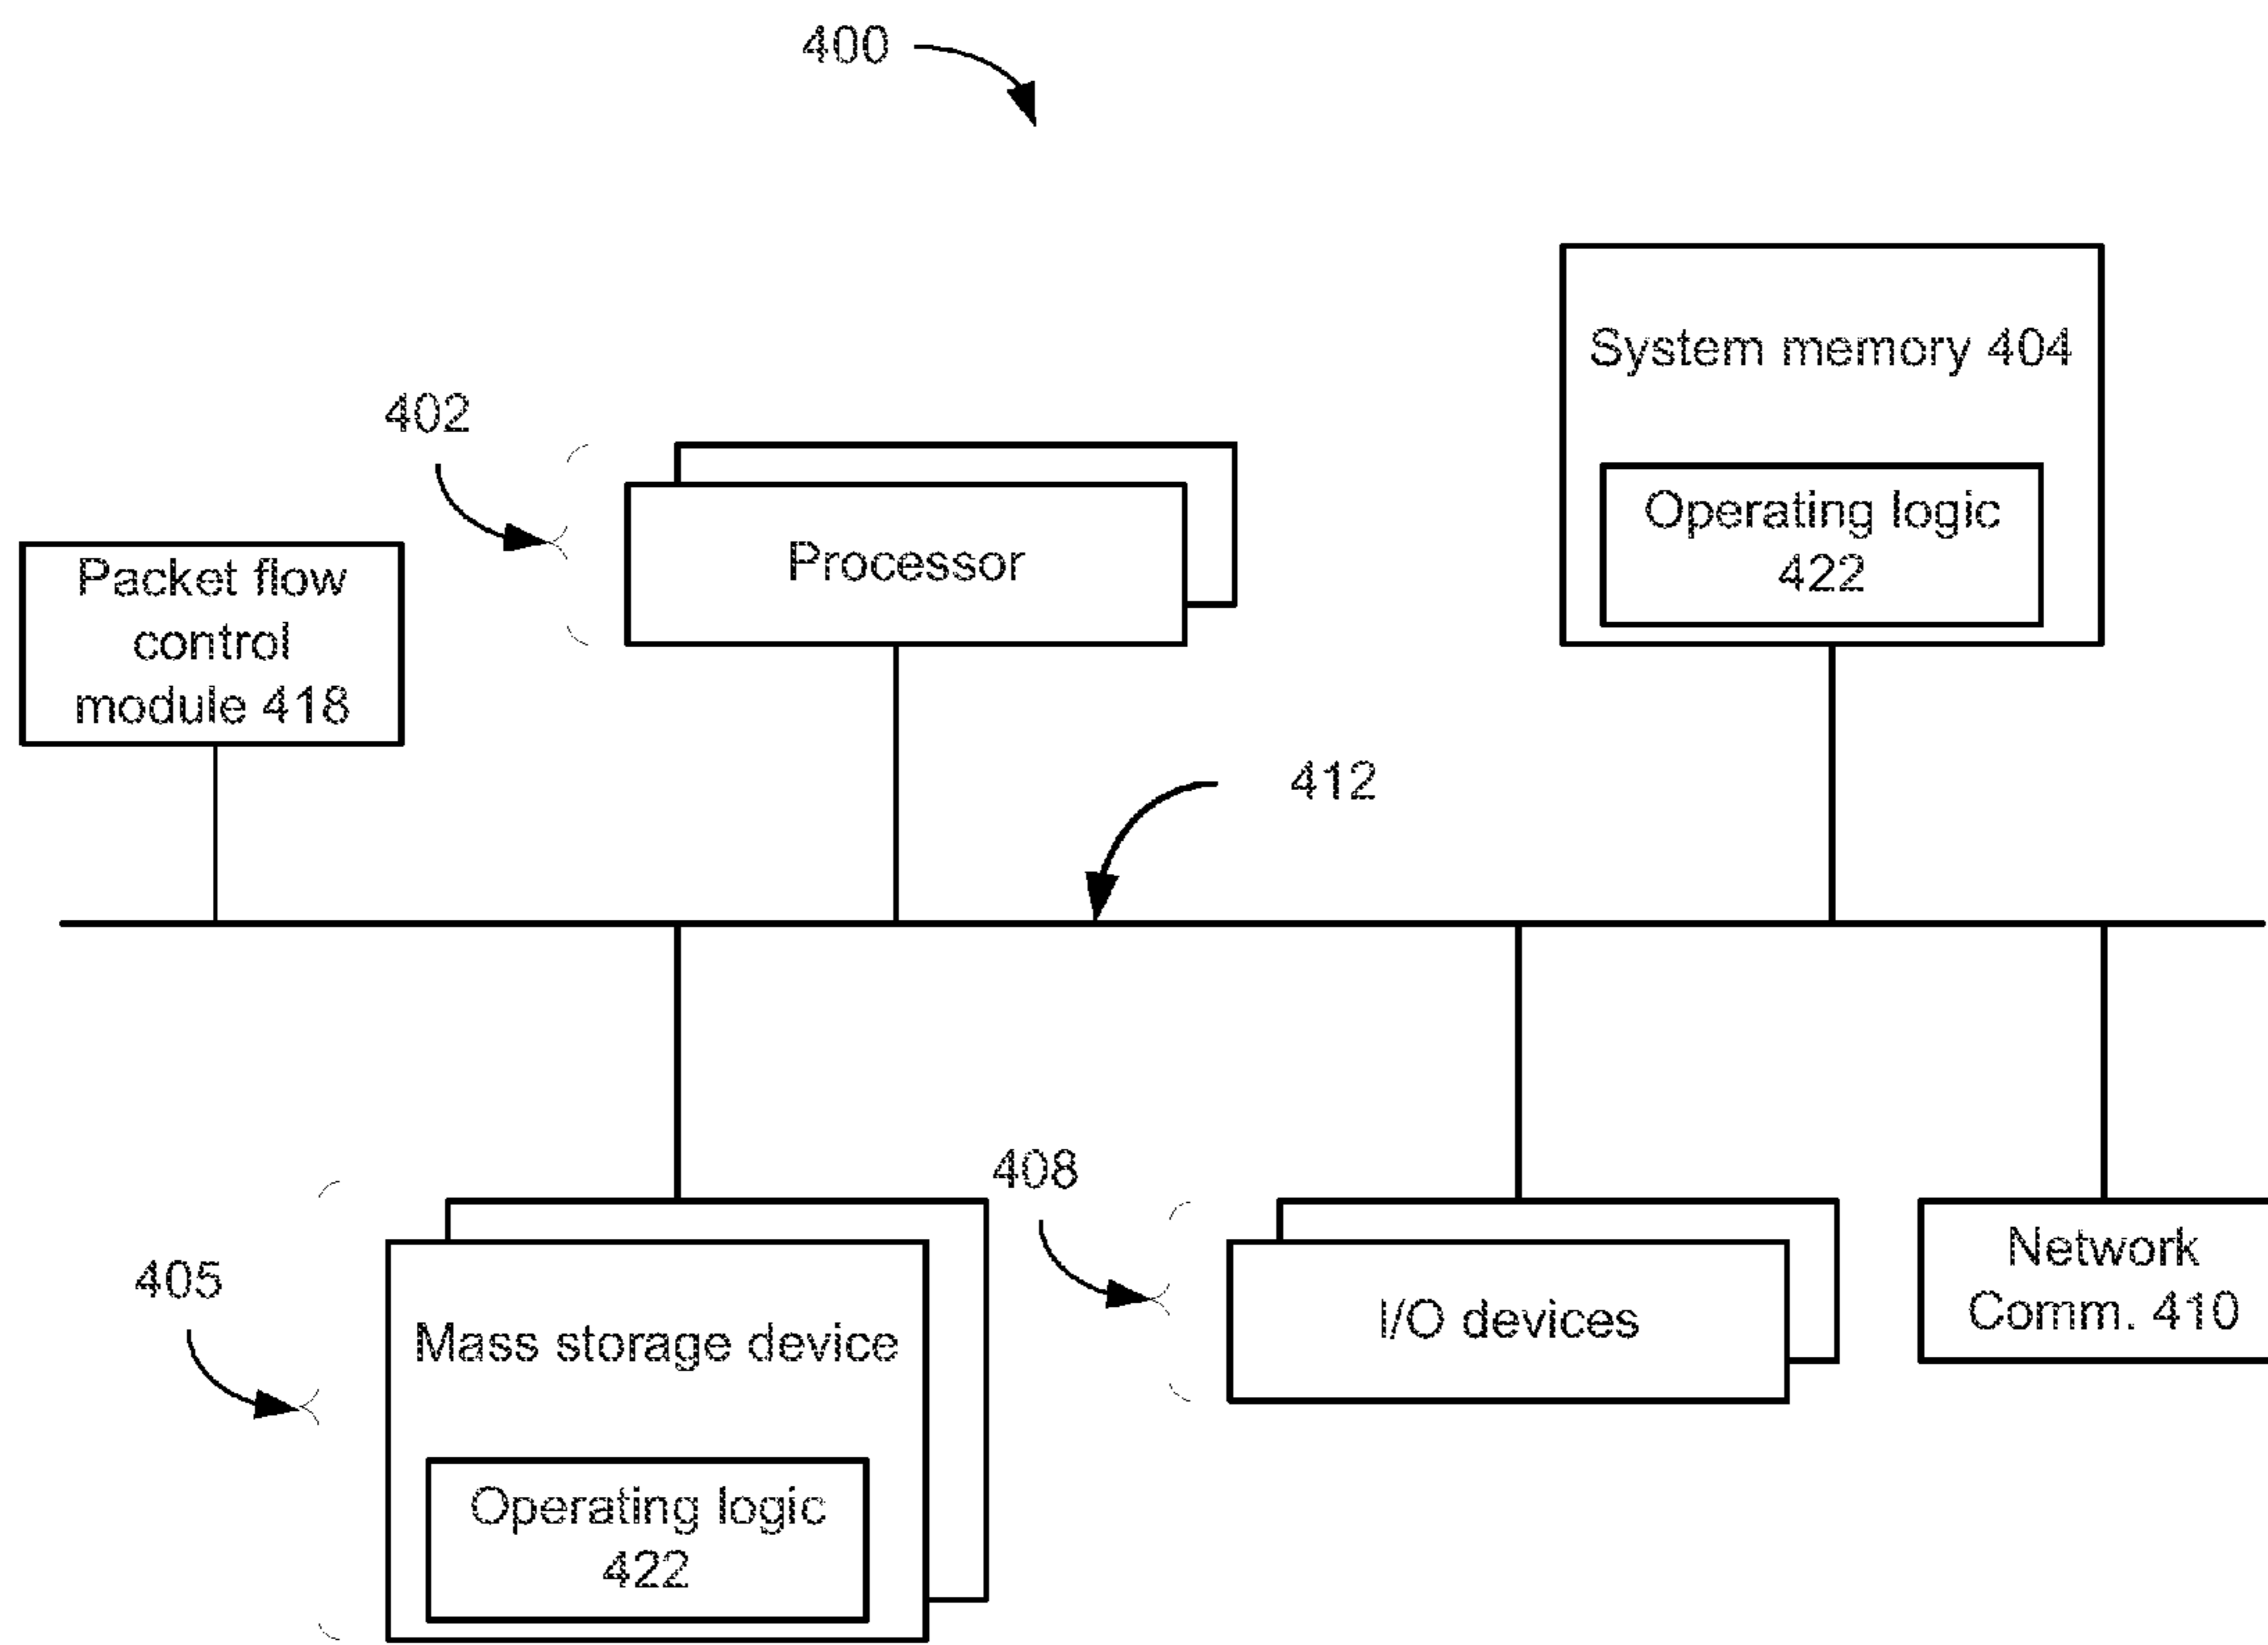 400
System memory 404
402
Operating logic
422
Processor
Packet flow
control
module 418
412
408
Network
Comm. 410
405
I/O devices
Mass storage device
Operating logic
422